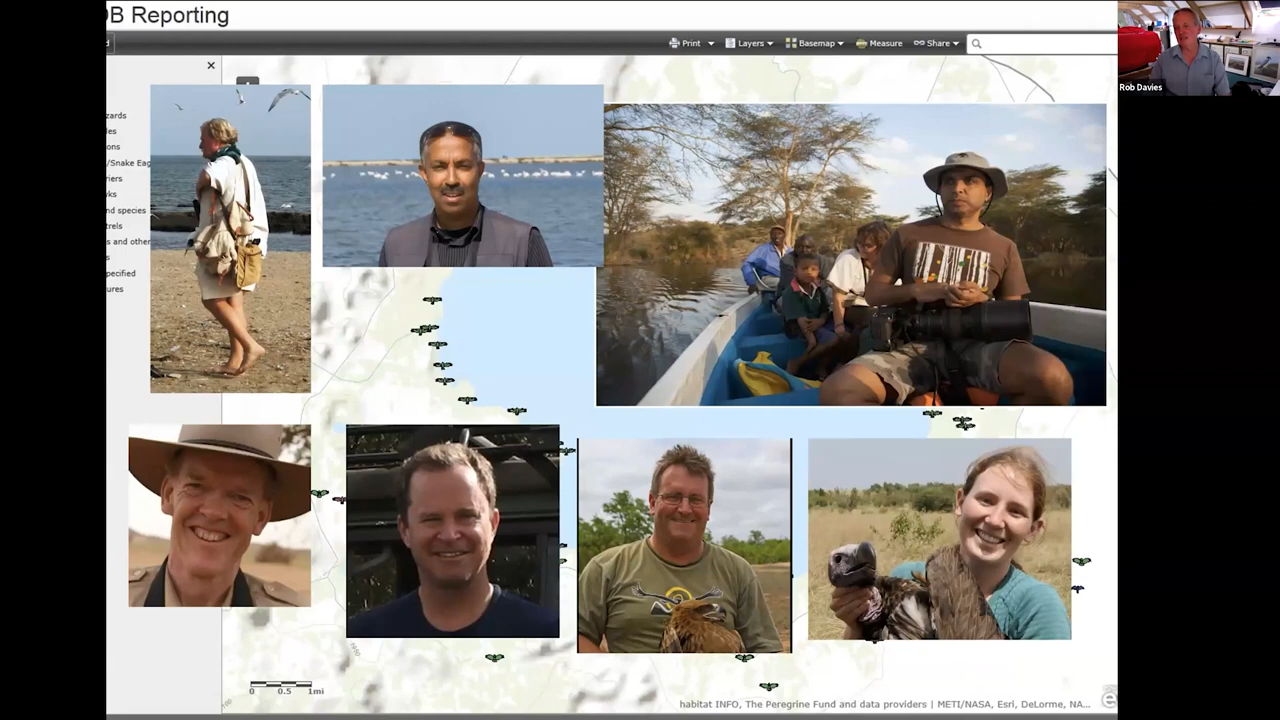 DB Reporting
Print
Layers
Basemap
Measure
Share
Rob Davies
zards
les
ons
/Snake Eag
riers
ks
nd species
trels
s and other
s
pecified
ures
0 0.5 1mi
habitat INFO, The Peregrine Fund and data providers | METI/NASA, Esri, DeLorme, NA...